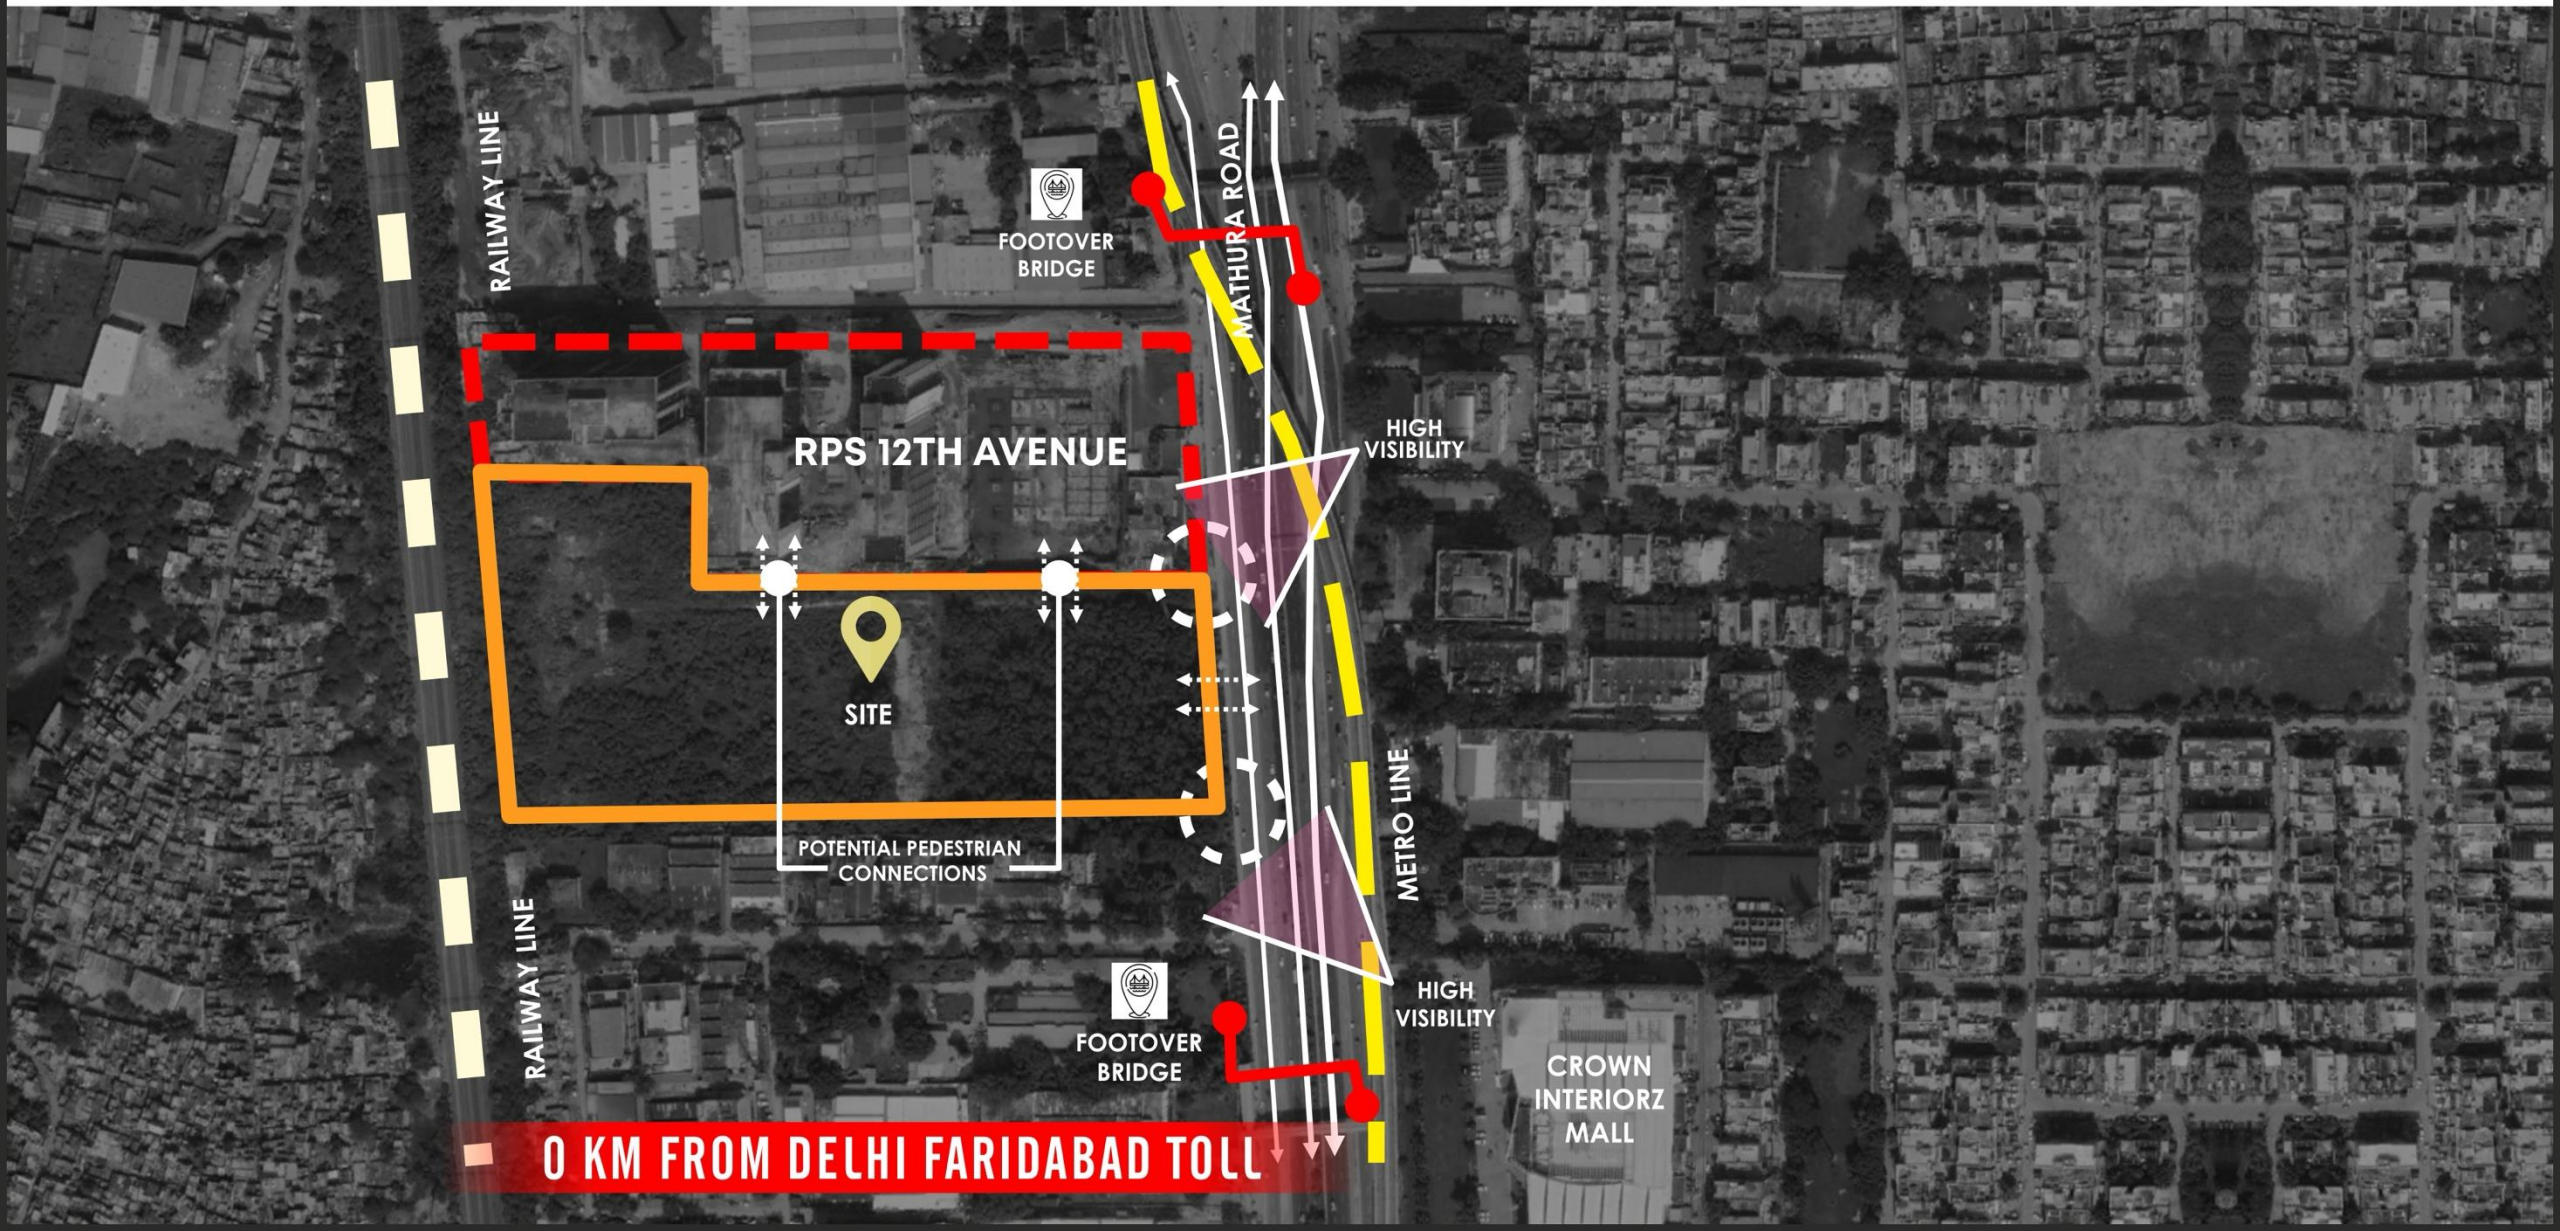 RAILWAY LINE
MATHURA ROAD
FOOTOVER
BRIDGE
RPS 12TH AVENUE
HIGH
VISIBILITY
SITE
METRO LINE
POTENTIAL PEDESTRIAN
CONNECTIONS
RAILWAY LINE
HIGH
VISIBILITY
FOOTOVER
BRIDGE
CROWN
INTERIORZ
MALL
0 KM FROM DELHI FARIDABAD TOLL